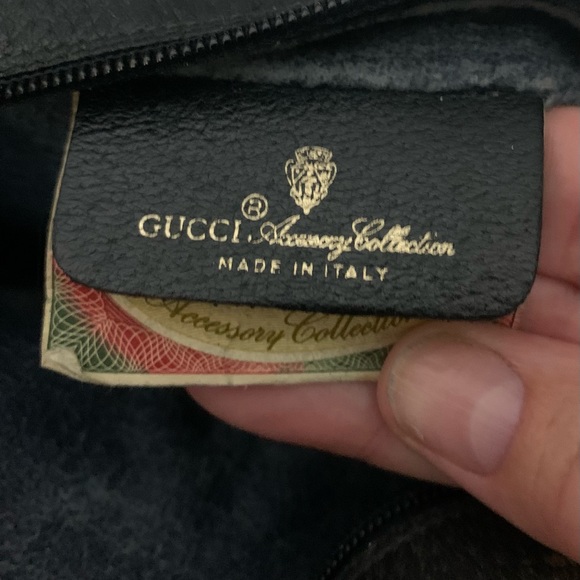 GUCCI ® Accessory Collection
MADE IN ITALY
Accessory Collection